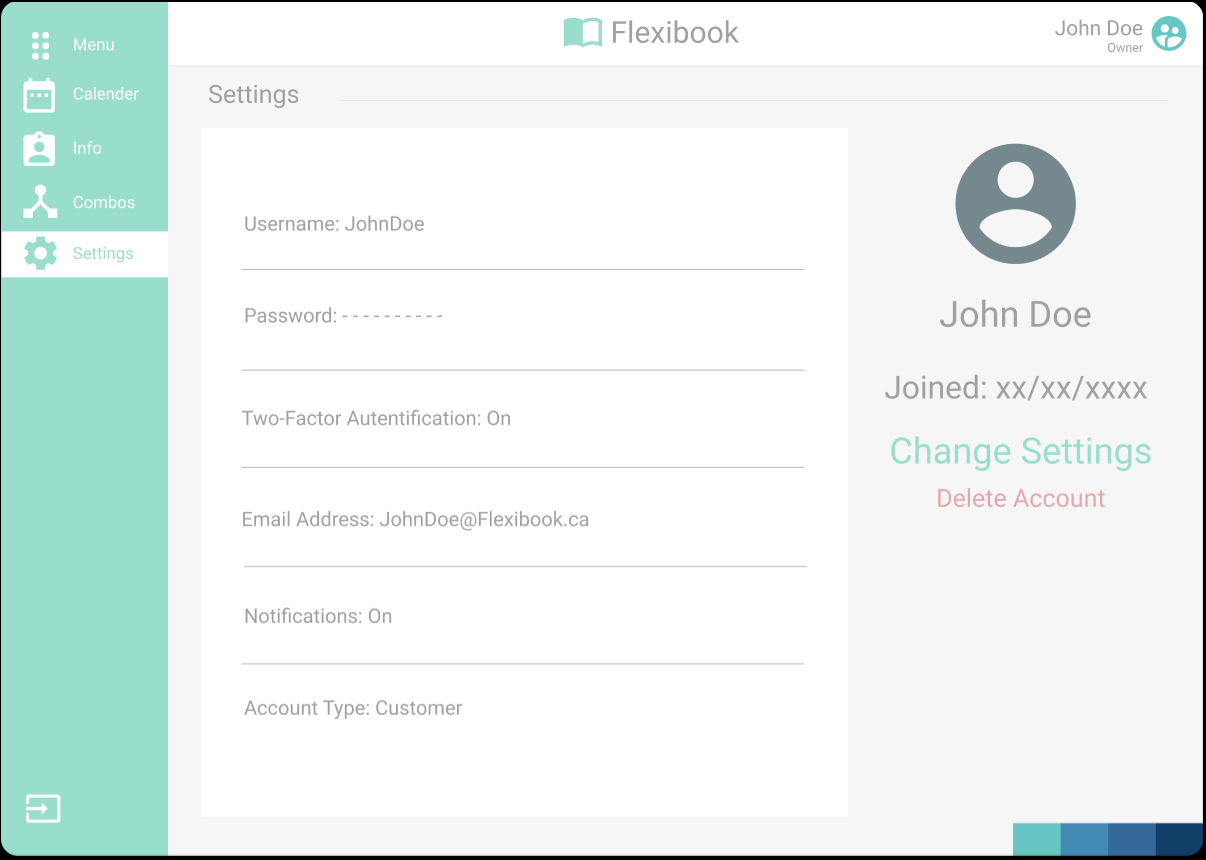 Menu
Calender
Info
Combos
Settings
Flexibook
John Doe
Owner
Settings
Username: JohnDoe
Password: - - - - - - - - - -
Two-Factor Autentification: On
Email Address: JohnDoe@Flexibook.ca
Notifications: On
Account Type: Customer
John Doe
Joined: xx/xx/xxxx
Change Settings
Delete Account